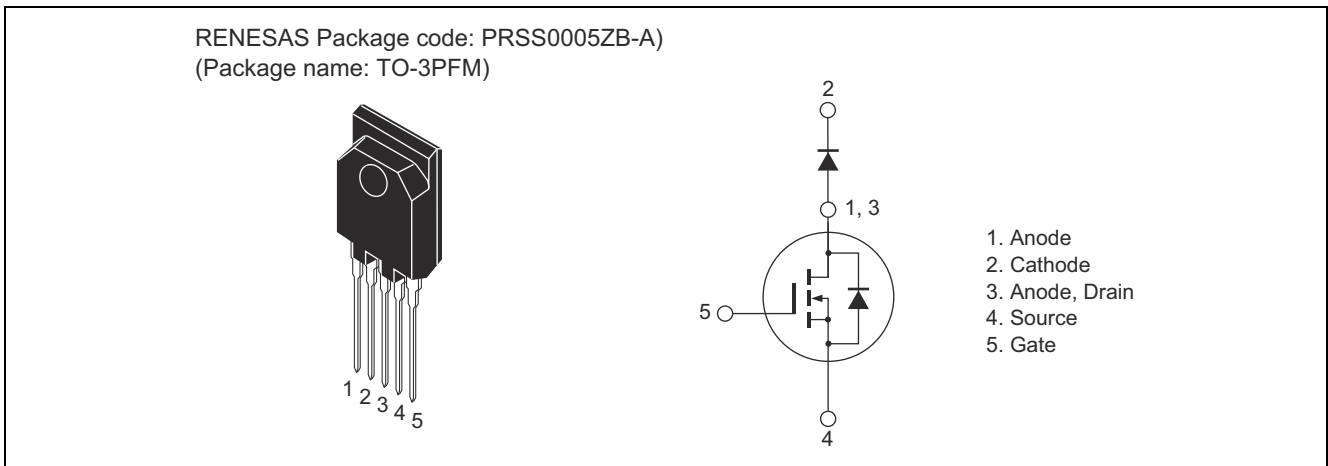 RENESAS Package code: PRSS0005ZB-A)
(Package name: TO-3PFM)
1
2
3
4
5
2
1, 3
5
4
1. Anode
2. Cathode
3. Anode, Drain
4. Source
5. Gate